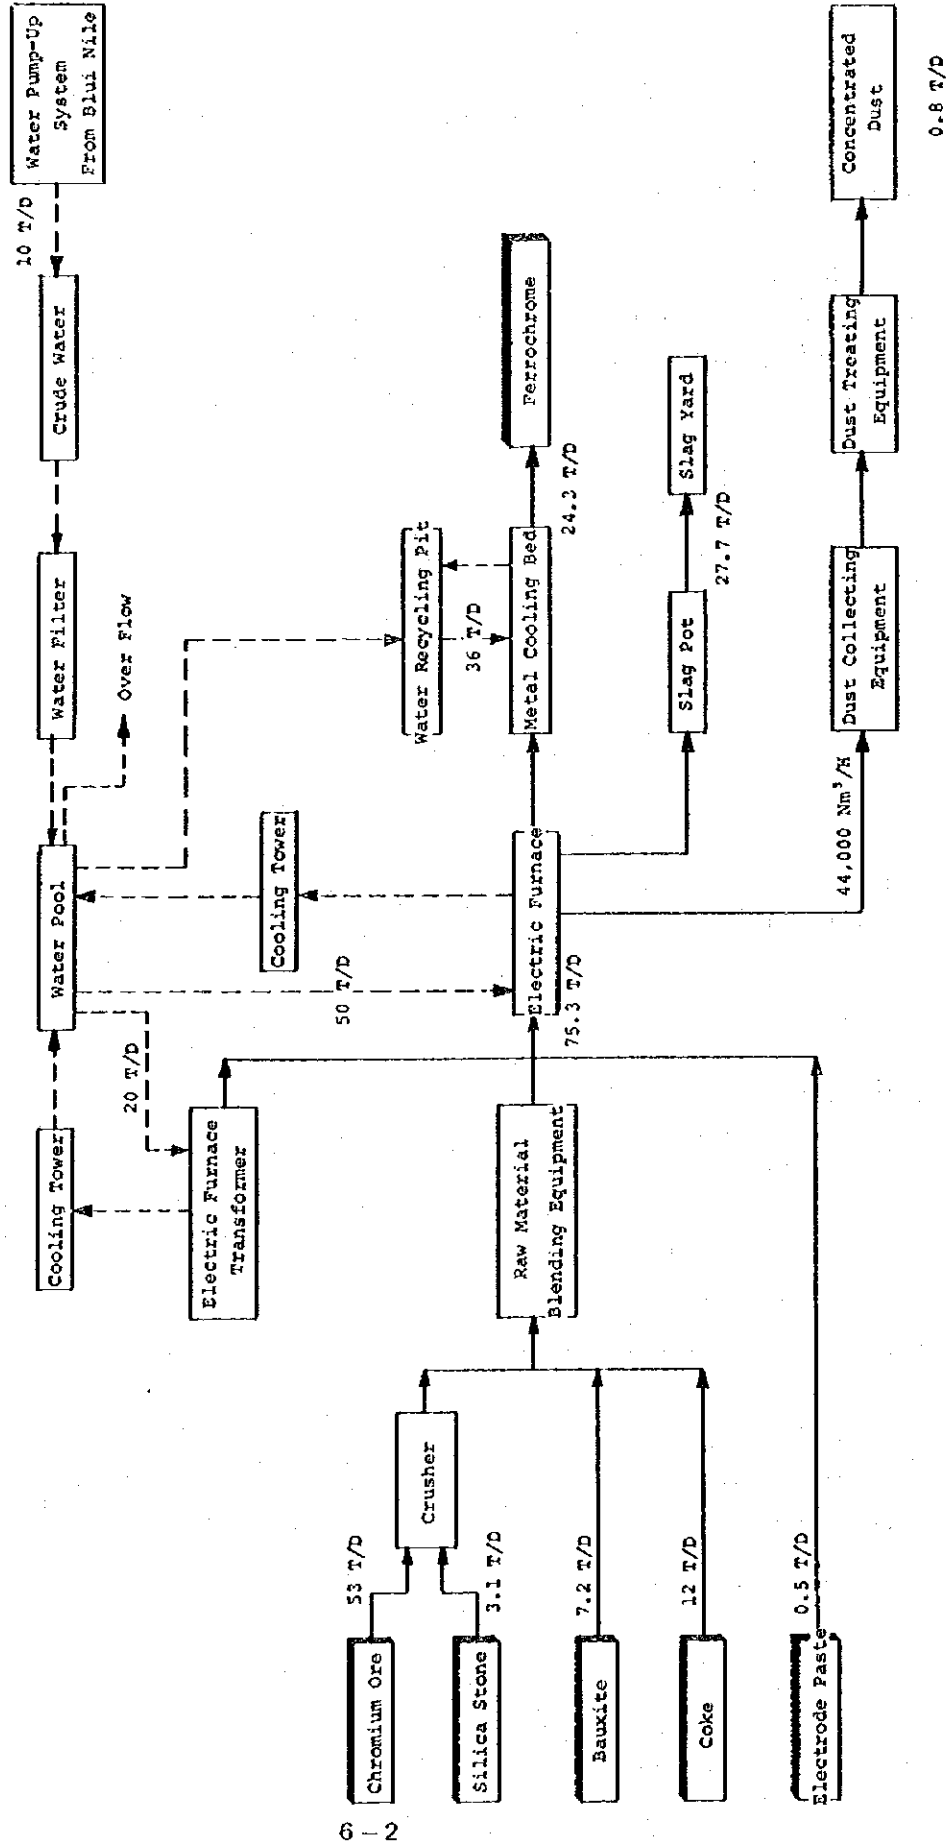 Water Pump-Up
System
From Blui Nile
10 T/D
Crude Water
Water Filter
Over Flow
Water Pool
Cooling Tower
20 T/D
Electric Furnace
Transformer
50 T/D
Cooling Tower
Water Recycling Pit
36 T/D
Chromium Ore
53 T/D
Silica Stone
3.1 T/D
Crusher
Bauxite
7.2 T/D
Coke
12 T/D
Electrode Paste
0.5 T/D
Raw Material
Blending Equipment
Electric Furnace
75.3 T/D
Metal Cooling Bed
24.3 T/D
Ferrochrome
Slag Pot
27.7 T/D
Slag Yard
44,000 Nm³/H
Dust Collecting
Equipment
Dust Treating
Equipment
Concentrated
Dust
0.8 T/D
6-2